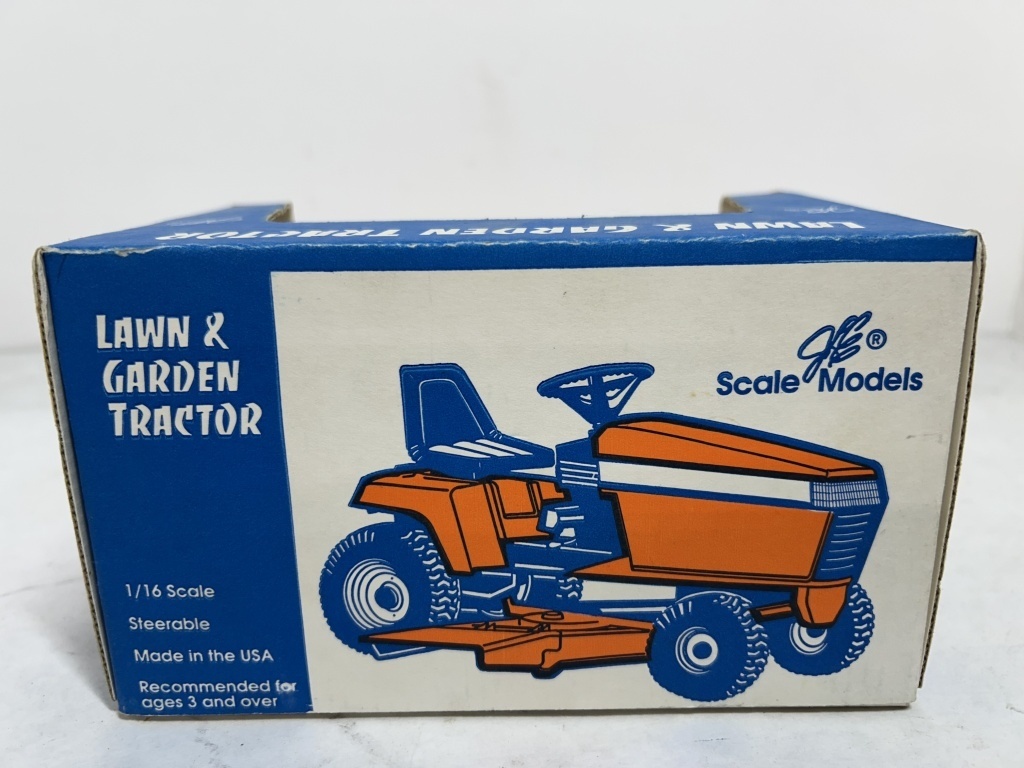 LAWN & GARDEN TRACTOR
LAWN &
GARDEN
TRACTOR
®
Scale Models
1/16 Scale
Steerable
Made in the USA
Recommended for
ages 3 and over